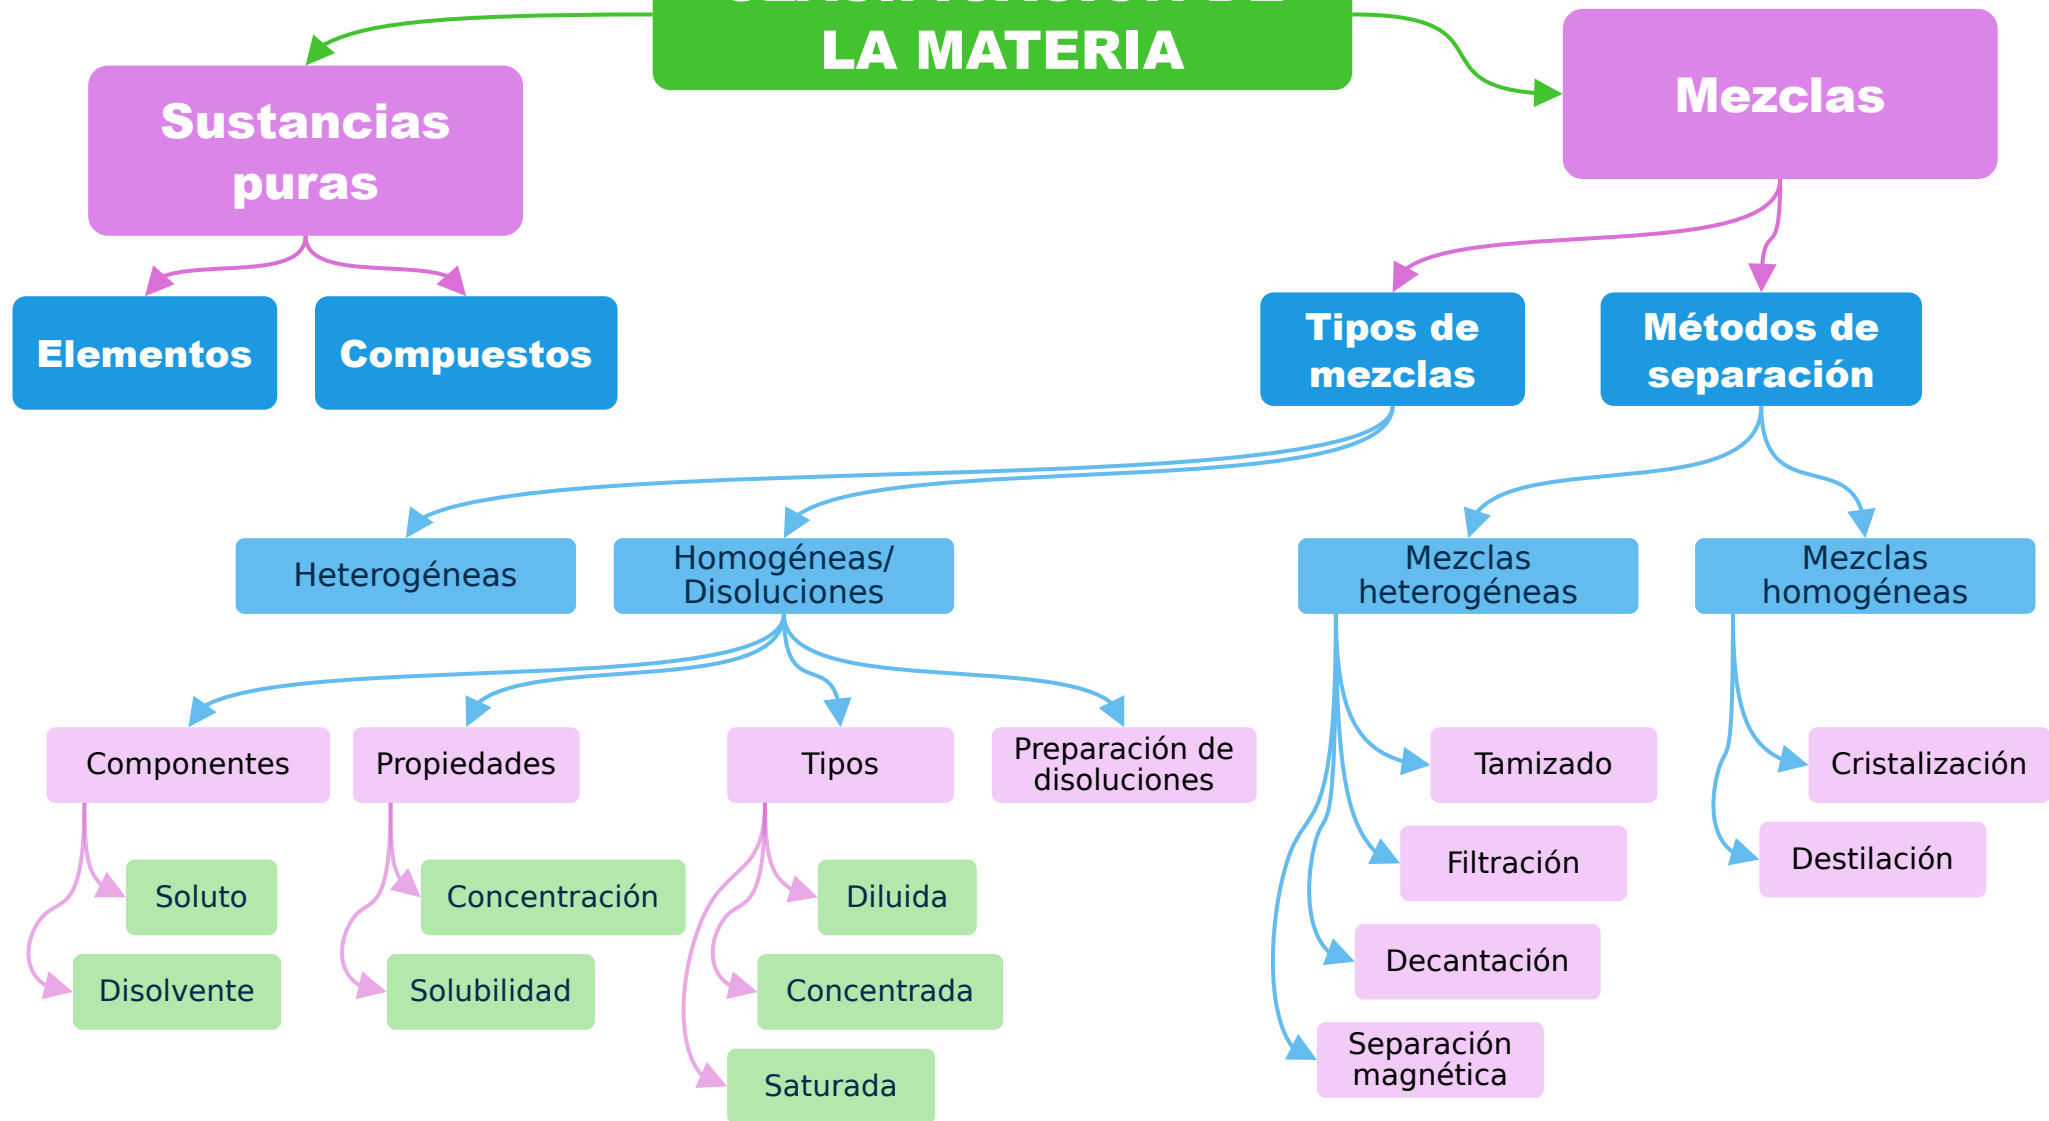 CLASIFICACIÓN DE
LA MATERIA
Sustancias
puras
Mezclas
Elementos
Compuestos
Tipos de
mezclas
Métodos de
separación
Heterogéneas
Homogéneas/
Disoluciones
Mezclas
heterogéneas
Mezclas
homogéneas
Componentes
Propiedades
Tipos
Preparación de
disoluciones
Tamizado
Cristalización
Filtración
Destilación
Soluto
Concentración
Diluida
Decantación
Disolvente
Solubilidad
Concentrada
Separación
magnética
Saturada